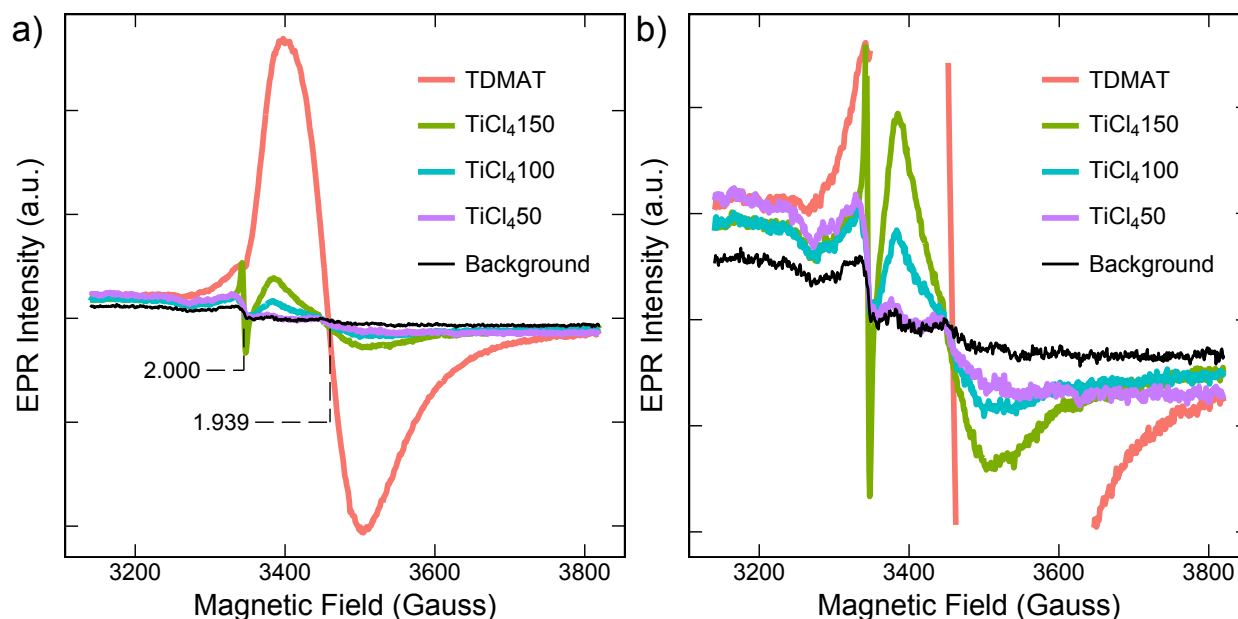 a)
EPR Intensity (a.u.)
TDMAT
TiCl₄150
TiCl₄100
TiCl₄50
Background
2.000
1.939
3200 3400 3600 3800
Magnetic Field (Gauss)
b)
EPR Intensity (a.u.)
TDMAT
TiCl₄150
TiCl₄100
TiCl₄50
Background
3200 3400 3600 3800
Magnetic Field (Gauss)